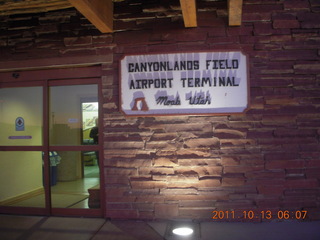 CANYONLANDS FIELD
AIRPORT TERMINAL
Moab Utah
2011-10-13 06:07